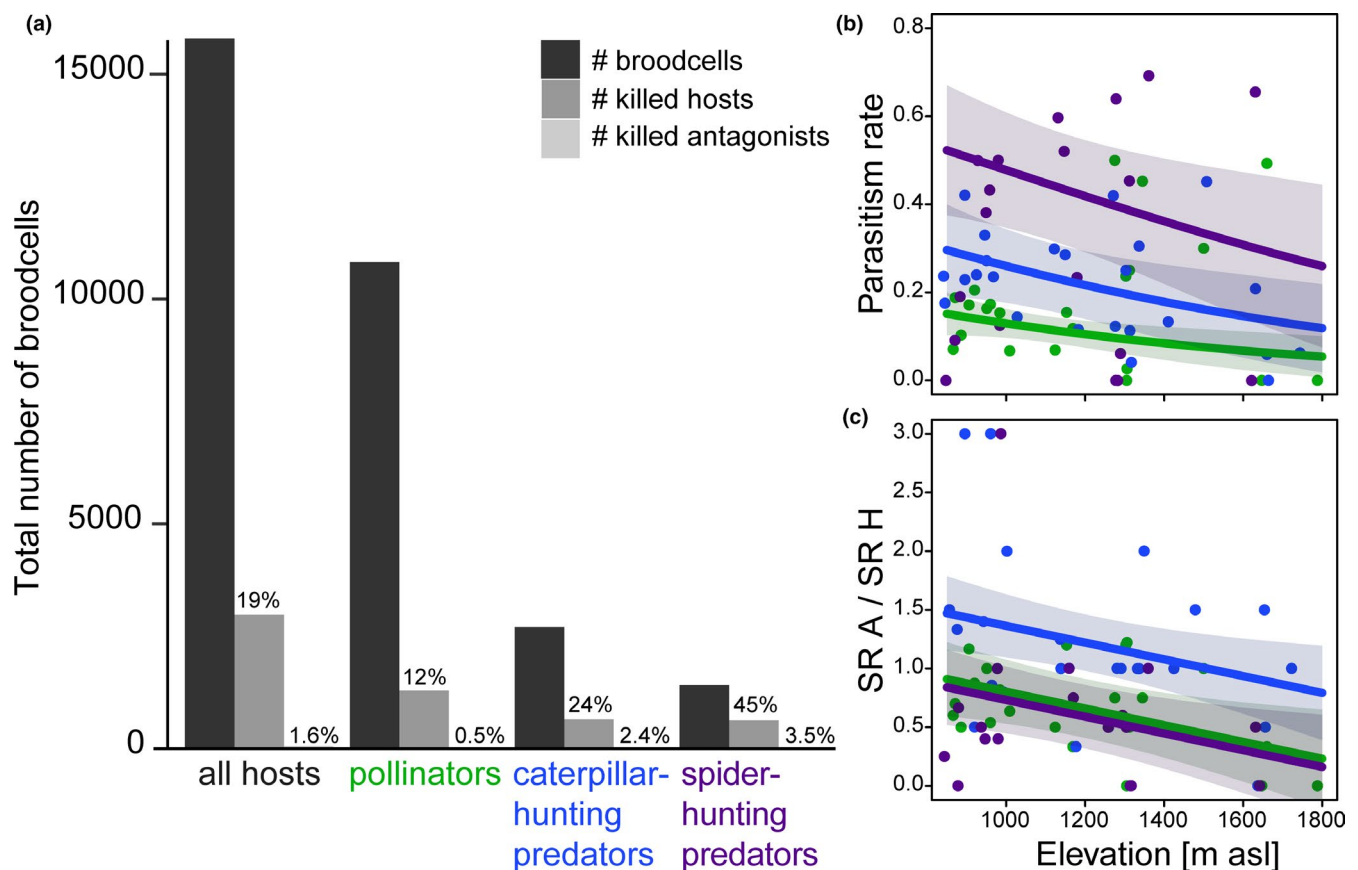 (a)
Total number of broodcells
15000
10000
5000
0
# broodcells
# killed hosts
# killed antagonists
19%
1.6%
12%
0.5%
24%
2.4%
45%
3.5%
all hosts
pollinators
caterpillar-
hunting
predators
spider-
hunting
predators
(b)
Parasitism rate
0.8
0.6
0.4
0.2
0.0
(c)
SR A / SR H
3.0
2.5
2.0
1.5
1.0
0.5
0.0
1000 1200 1400 1600 1800
Elevation [m asl]